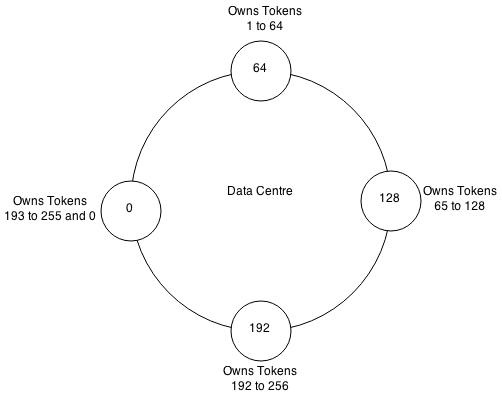 Owns Tokens
1 to 64
64
Data Centre
Owns Tokens
193 to 255 and 0
0
128
Owns Tokens
65 to 128
192
Owns Tokens
192 to 256